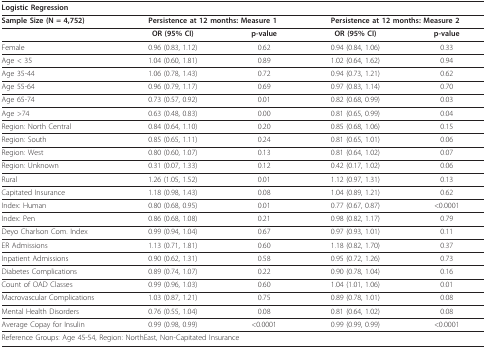 Logistic Regression
Sample Size (N = 4,752) Persistence at 12 months: Measure 1 Persistence at 12 months: Measure 2
OR (95% CI) p-value OR (95% CI) p-value
Female 0.96 (0.83, 1.12) 0.62 0.94 (0.84, 1.06) 0.33
Age < 35 1.04 (0.60, 1.81) 0.89 1.02 (0.64, 1.62) 0.94
Age 35-44 1.06 (0.78, 1.43) 0.72 0.94 (0.73, 1.21) 0.62
Age 55-64 0.96 (0.79, 1.17) 0.69 0.97 (0.83, 1.14) 0.70
Age 65-74 0.73 (0.57, 0.92) 0.01 0.82 (0.68, 0.99) 0.03
Age >74 0.63 (0.48, 0.83) 0.00 0.81 (0.65, 0.99) 0.04
Region: North Central 0.84 (0.64, 1.10) 0.20 0.85 (0.68, 1.06) 0.15
Region: South 0.85 (0.65, 1.11) 0.24 0.81 (0.65, 1.01) 0.06
Region: West 0.80 (0.60, 1.07) 0.13 0.81 (0.64, 1.02) 0.07
Region: Unknown 0.31 (0.07, 1.33) 0.12 0.42 (0.17, 1.02) 0.06
Rural 1.26 (1.05, 1.52) 0.01 1.12 (0.97, 1.31) 0.13
Capitated Insurance 1.18 (0.98, 1.43) 0.08 1.04 (0.89, 1.21) 0.62
Index: Human 0.80 (0.68, 0.95) 0.01 0.77 (0.67, 0.87) <0.0001
Index: Pen 0.86 (0.68, 1.08) 0.21 0.98 (0.82, 1.17) 0.79
Deyo Charlson Com. Index 0.99 (0.94, 1.04) 0.67 0.97 (0.93, 1.01) 0.11
ER Admissions 1.13 (0.71, 1.81) 0.60 1.18 (0.82, 1.70) 0.37
Inpatient Admissions 0.90 (0.62, 1.31) 0.58 0.95 (0.72, 1.26) 0.73
Diabetes Complications 0.89 (0.74, 1.07) 0.22 0.90 (0.78, 1.04) 0.16
Count of OAD Classes 0.99 (0.96, 1.03) 0.60 1.04 (1.01, 1.06) 0.01
Macrovascular Complications 1.03 (0.87, 1.21) 0.75 0.89 (0.78, 1.01) 0.08
Mental Health Disorders 0.76 (0.55, 1.04) 0.08 0.81 (0.64, 1.02) 0.08
Average Copay for Insulin 0.99 (0.98, 0.99) <0.0001 0.99 (0.99, 0.99) <0.0001
Reference Groups: Age 45-54, Region: NorthEast, Non-Capitated Insurance